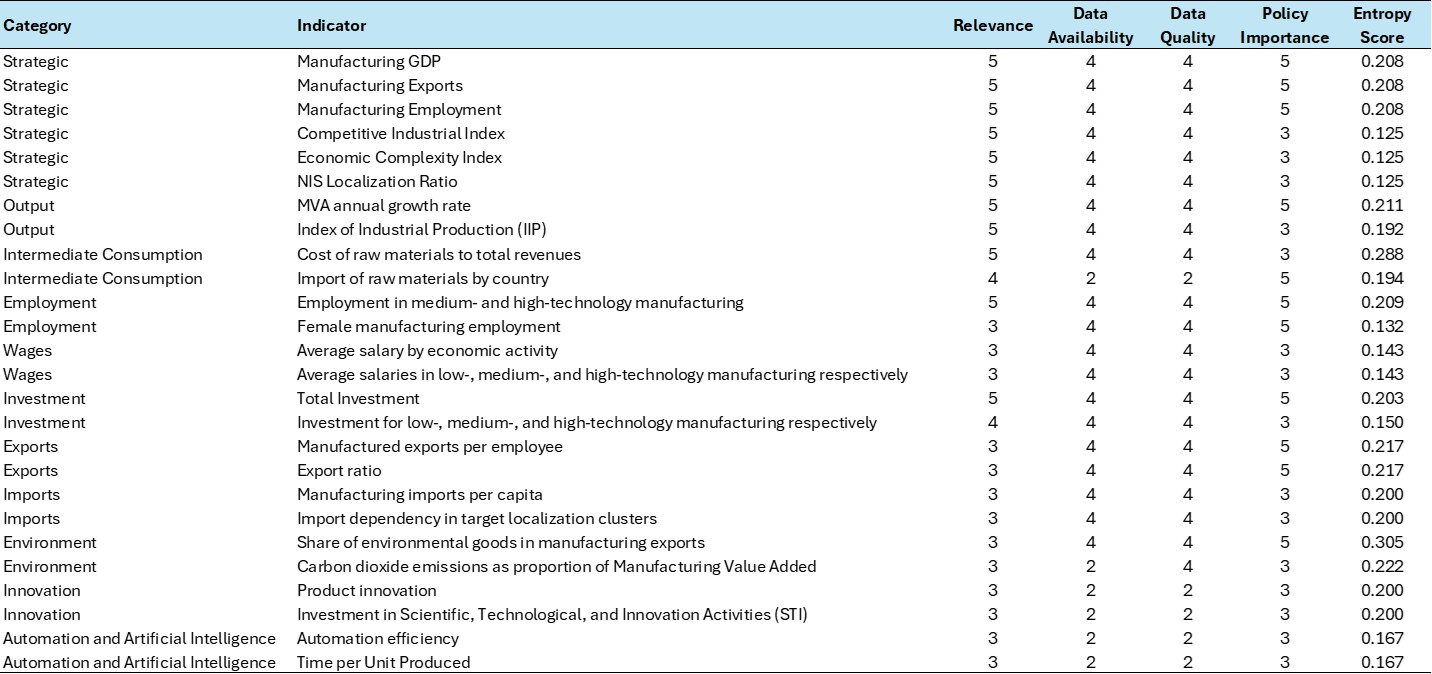 Category Indicator Relevance Data Availability Data Quality Policy Importance Entropy Score
Strategic Manufacturing GDP 5 4 4 5 0.208
Strategic Manufacturing Exports 5 4 4 5 0.208
Strategic Manufacturing Employment 5 4 4 5 0.208
Strategic Competitive Industrial Index 5 4 4 3 0.125
Strategic Economic Complexity Index 5 4 4 3 0.125
Strategic NIS Localization Ratio 5 4 4 3 0.125
Output MVA annual growth rate 5 4 4 5 0.211
Output Index of Industrial Production (IIP) 5 4 4 3 0.192
Intermediate Consumption Cost of raw materials to total revenues 5 4 4 3 0.288
Intermediate Consumption Import of raw materials by country 4 2 2 5 0.194
Employment Employment in medium- and high-technology manufacturing 5 4 4 5 0.209
Employment Female manufacturing employment 3 4 4 5 0.132
Wages Average salary by economic activity 3 4 4 3 0.143
Wages Average salaries in low-, medium-, and high-technology manufacturing respectively 3 4 4 3 0.143
Investment Total Investment 5 4 4 5 0.203
Investment Investment for low-, medium-, and high-technology manufacturing respectively 4 4 4 3 0.150
Exports Manufactured exports per employee 3 4 4 5 0.217
Exports Export ratio 3 4 4 5 0.217
Imports Manufacturing imports per capita 3 4 4 3 0.200
Imports Import dependency in target localization clusters 3 4 4 3 0.200
Environment Share of environmental goods in manufacturing exports 3 4 4 5 0.305
Environment Carbon dioxide emissions as proportion of Manufacturing Value Added 3 2 4 3 0.222
Innovation Product innovation 3 2 2 3 0.200
Innovation Investment in Scientific, Technological, and Innovation Activities (STI) 3 2 2 3 0.200
Automation and Artificial Intelligence Automation efficiency 3 2 2 3 0.167
Automation and Artificial Intelligence Time per Unit Produced 3 2 2 3 0.167